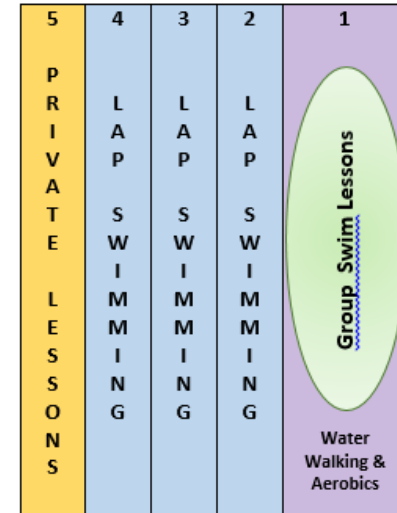 5 4 3 2 1
PRIVATE LESSONS
LAP SWIMMING
LAP SWIMMING
LAP SWIMMING
Group Swim Lessons
Water
Walking &
Aerobics